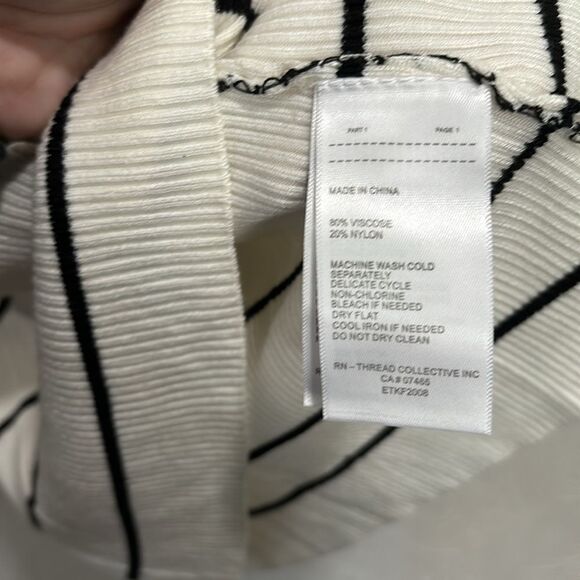 PART 1 PAGE 1
MADE IN CHINA
80% VISCOSE
20% NYLON
MACHINE WASH COLD
SEPARATELY
DELICATE CYCLE
NON-CHLORINE
BLEACH IF NEEDED
DRY FLAT
COOL IRON IF NEEDED
DO NOT DRY CLEAN
RN – THREAD COLLECTIVE INC
CA# 07465
ETKF2008